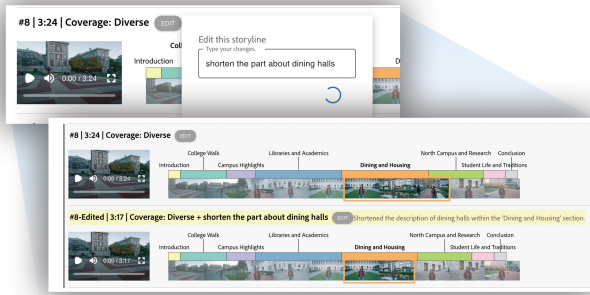 #8 | 3:24 | Coverage: Diverse EDIT
Edit this storyline
Type your changes.
shorten the part about dining halls
Introduction
0:00 / 3:24
#8 | 3:24 | Coverage: Diverse EDIT
College Walk Libraries and Academics North Campus and Research Conclusion
Introduction Campus Highlights Dining and Housing Student Life and Traditions
0:00 / 3:24
#8-Edited | 3:17 | Coverage: Diverse + shorten the part about dining halls EDIT Shortened the description of dining halls within the 'Dining and Housing' section.
College Walk Libraries and Academics North Campus and Research Conclusion
Introduction Campus Highlights Dining and Housing Student Life and Traditions
0:00 / 3:17